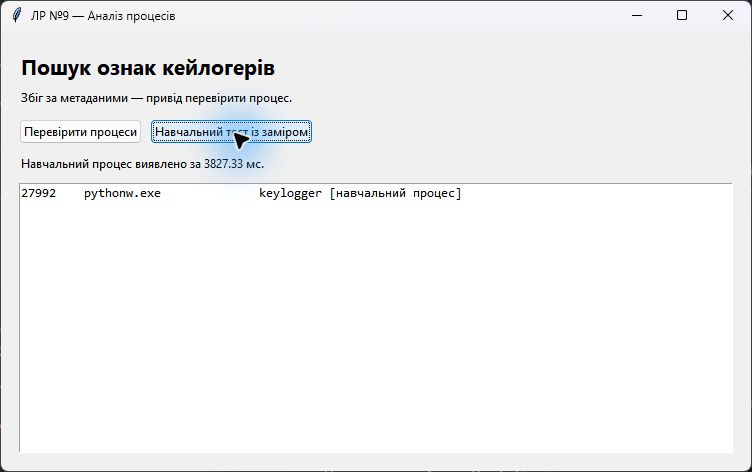 ЛР №9 — Аналіз процесів
Пошук ознак кейлогерів
Збіг за метаданими — привід перевірити процес.
Перевірити процеси Навчальний тест із заміром
Навчальний процес виявлено за 3827.33 мс.
27992 pythonw.exe keylogger [навчальний процес]